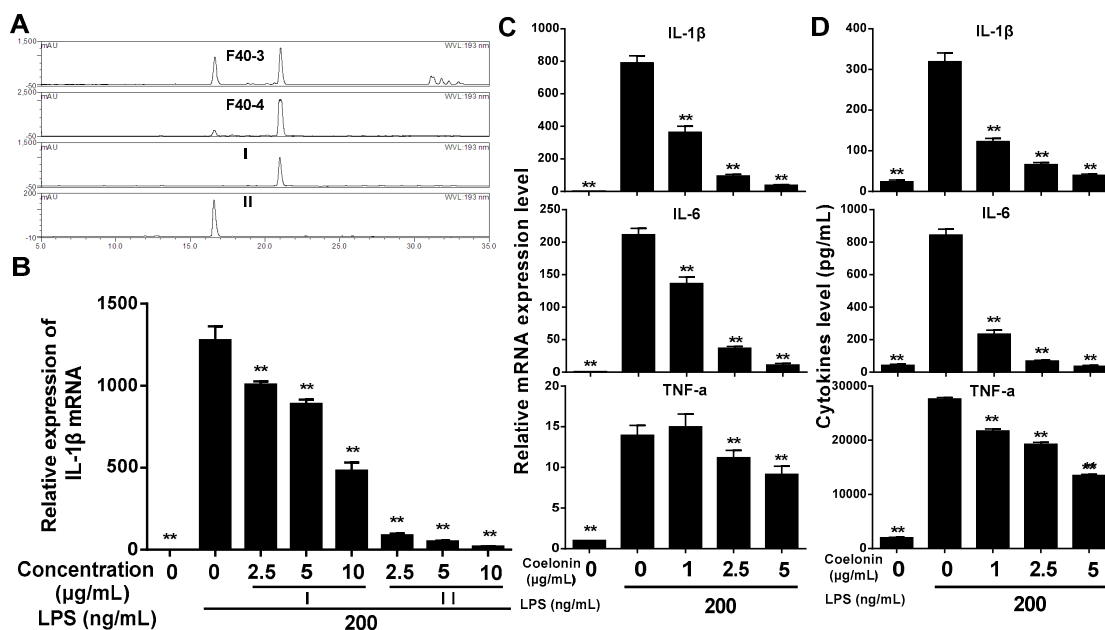 A
1,500
mAU
WVL:193 nm
F40-3
-50
2,500
mAU
WVL:193 nm
F40-4
-50
1,500
mAU
WVL:193 nm
I
-50
200
mAU
WVL:193 nm
II
-10
5.0 10.0 15.0 20.0 25.0 30.0 35.0
B
Relative expression of
IL-1β mRNA
1500
1000
500
0
** ** ** ** ** ** **
Concentration 0 0 2.5 5 10 2.5 5 10
(μg/mL) I II
LPS (ng/mL) 200
C
Relative mRNA expression level
IL-1β
1000
800
600
400
200
0
** ** ** **
IL-6
250
200
150
100
50
0
** ** ** **
TNF-a
20
15
10
5
0
** ** **
Coelonin 0 0 1 2.5 5
(μg/mL)
LPS (ng/mL) 200
D
Cytokines level (pg/mL)
IL-1β
400
300
200
100
0
** ** ** **
IL-6
1000
800
600
400
200
0
** ** ** **
TNF-a
30000
20000
10000
0
** ** ** **
Coelonin 0 0 1 2.5 5
(μg/mL)
LPS (ng/mL) 200